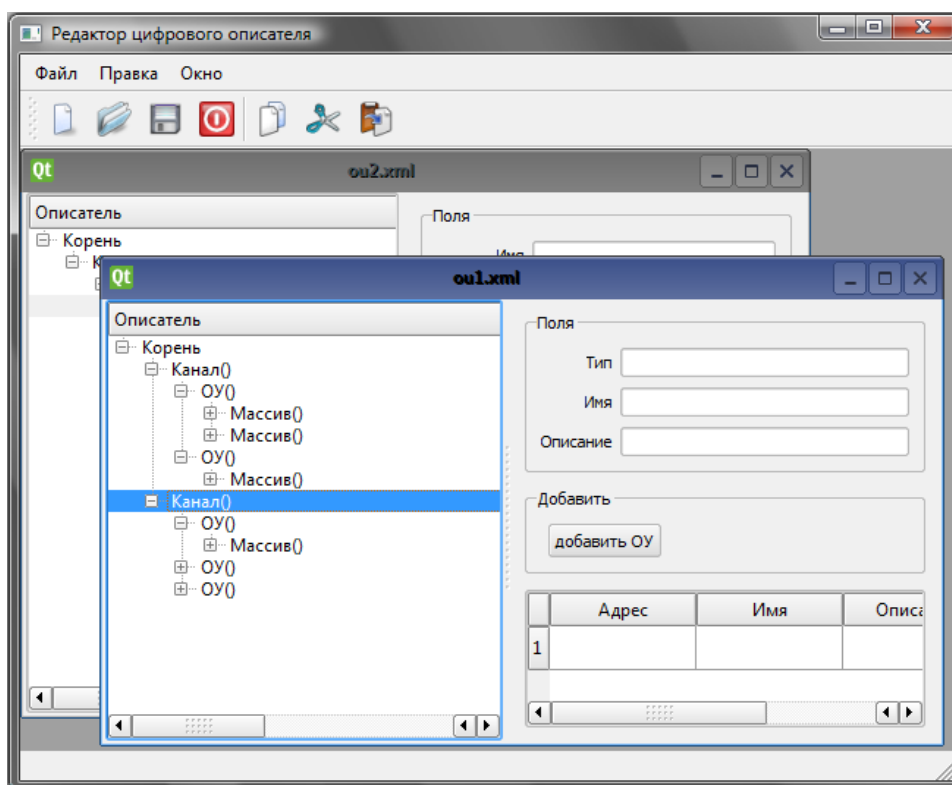 Редактор цифрового описателя
Файл Правка Окно
Qt ou2.xml
Описатель
Корень
Поля
Имя
Qt ou1.xml
Описатель
Корень
Канал()
ОУ()
Массив()
Массив()
ОУ()
Массив()
Канал()
ОУ()
Массив()
ОУ()
ОУ()
Поля
Тип
Имя
Описание
Добавить
добавить ОУ
Адрес Имя Описа
1